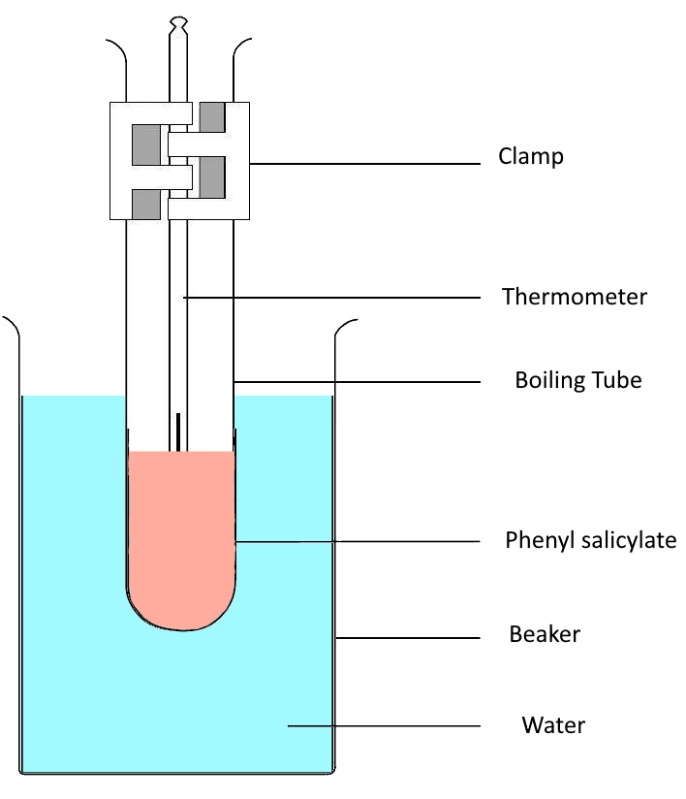 Clamp
Thermometer
Boiling Tube
Phenyl salicylate
Beaker
Water